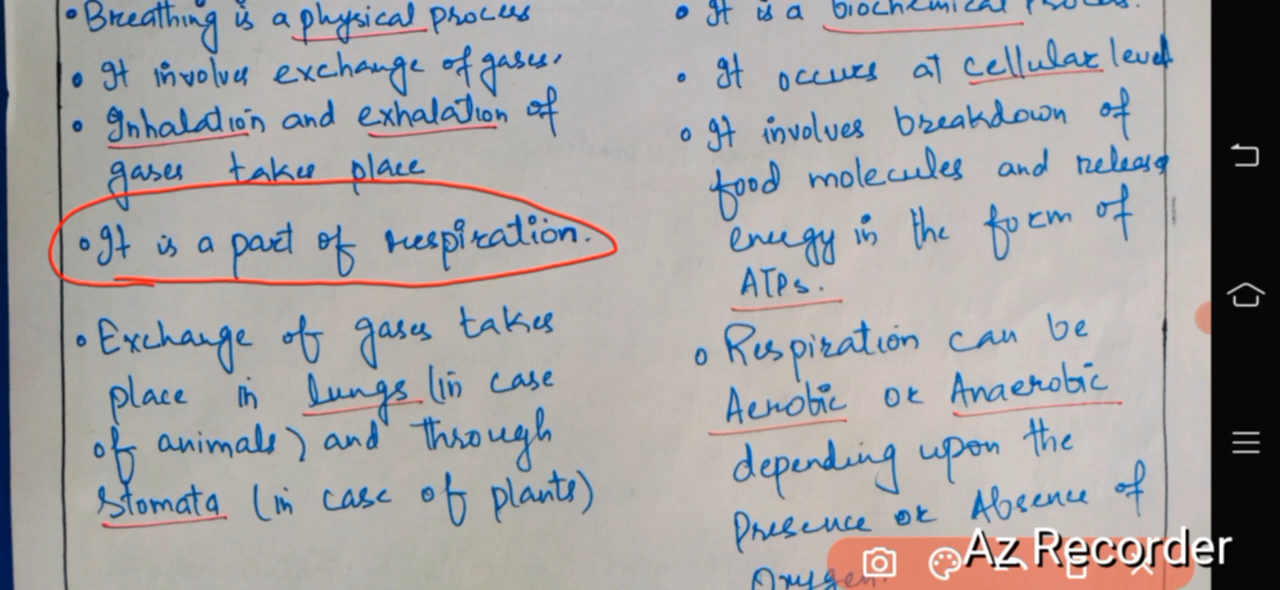 • Breathing is a physical process
• It involves exchange of gases.
• Inhalation and exhalation of
gases takes place
• It is a part of respiration.
• Exchange of gases takes
place in lungs (in case
of animals) and through
Stomata (in case of plants)
• It is a biochemical process.
• It occurs at cellular level
• It involves breakdown of
food molecules and release
energy in the form of
ATPs.
• Respiration can be
Aerobic or Anaerobic
depending upon the
Presence or Absence of
Oxygen.
Az Recorder